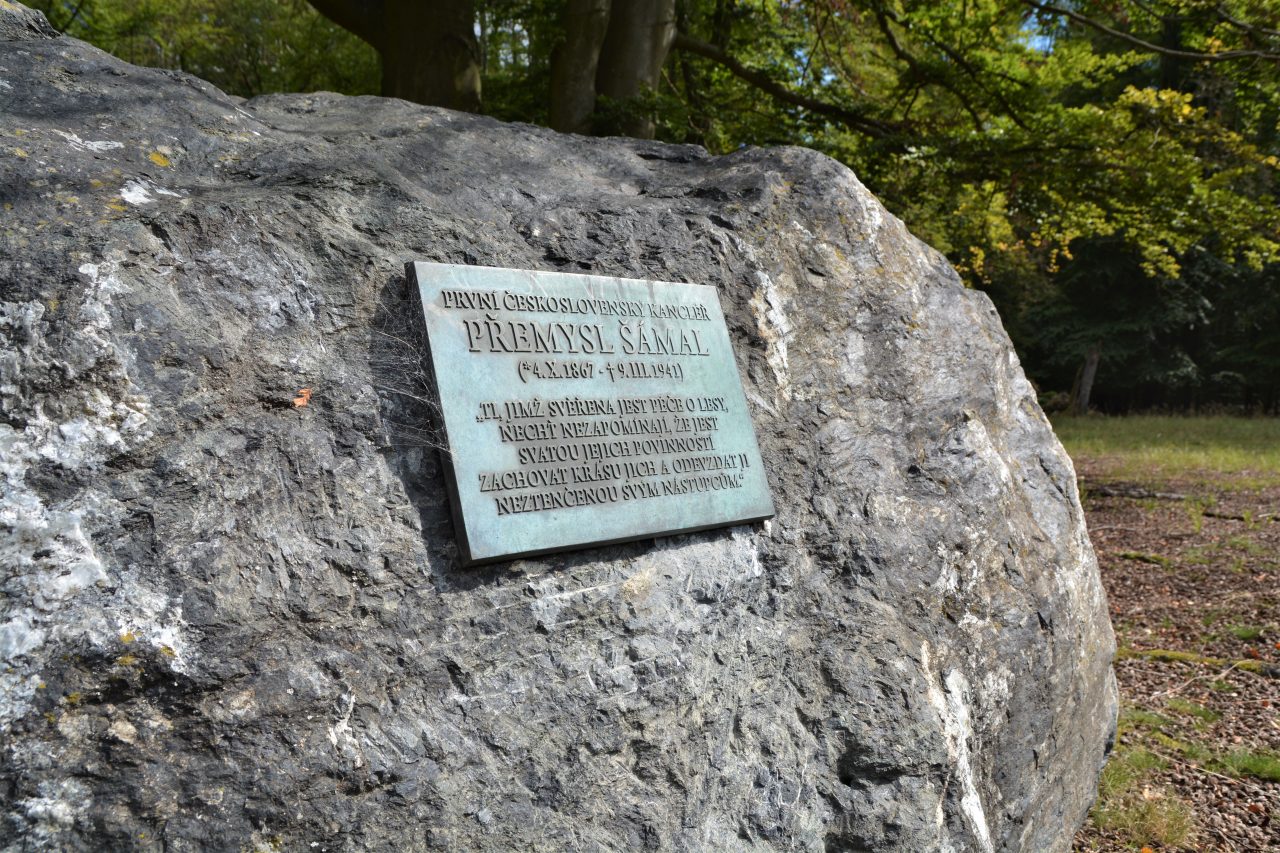 PRVNÍ ČESKOSLOVENSKÝ KANCLÉŘ
PŘEMYSL ŠÁMAL
(*4.X.1867 - †9.III.1941)
„TI, JIMŽ SVĚŘENA JEST PÉČE O LESY,
NECHŤ NEZAPOMÍNAJÍ, ŽE JEST
SVATOU JEJICH POVINNOSTÍ
ZACHOVAT KRÁSU JICH A ODEVZDAT JI
NEZTENČENOU SVÝM NÁSTUPCŮM.“